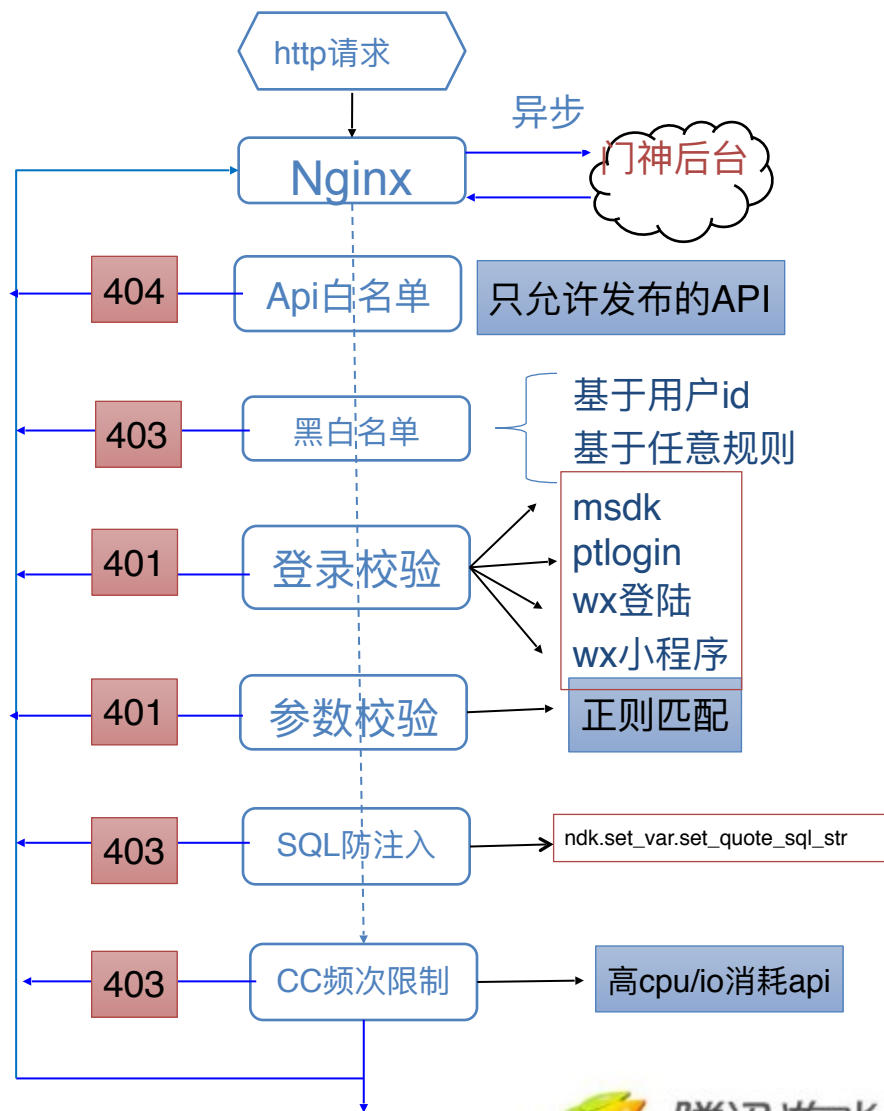 http请求
异步
Nginx
门神后台
404
Api白名单
只允许发布的API
403
黑白名单
基于用户id
基于任意规则
401
登录校验
msdk
ptlogin
wx登陆
wx小程序
401
参数校验
正则匹配
403
SQL防注入
ndk.set_var.set_quote_sql_str
403
CC频次限制
高cpu/io消耗api